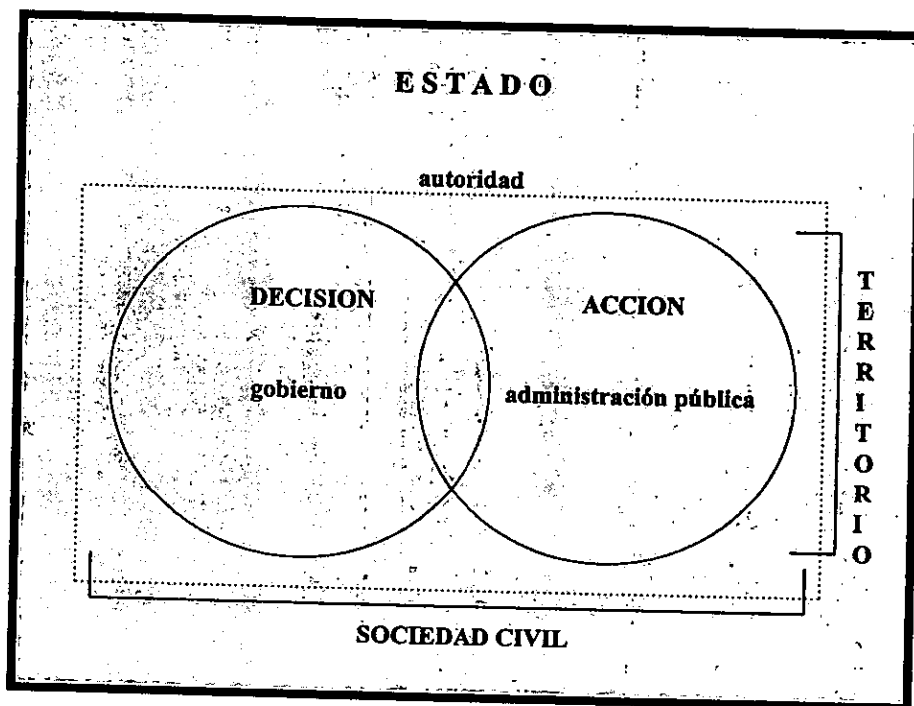 ESTADO
autoridad
DECISION
ACCION
gobierno
administración pública
TERRITORIO
SOCIEDAD CIVIL